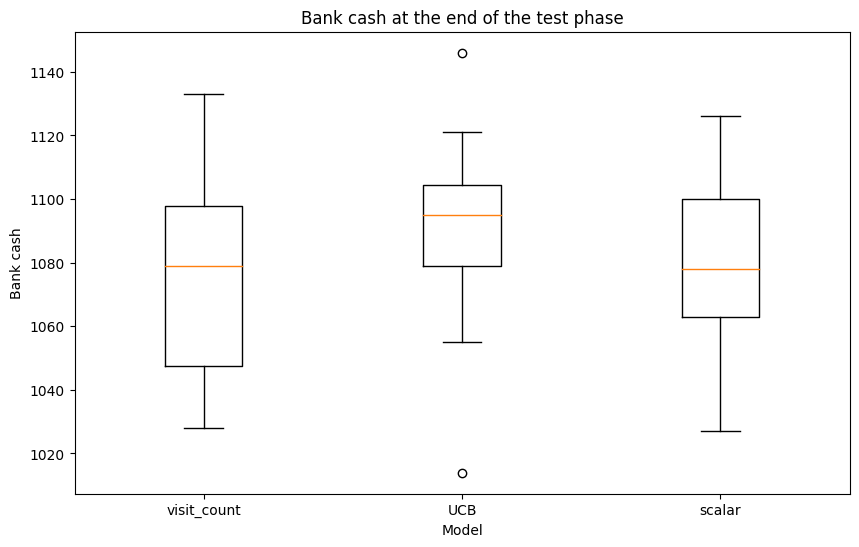 Bank cash at the end of the test phase
1140
1120
1100
1080
1060
1040
1020
Bank cash
visit_count
UCB
scalar
Model